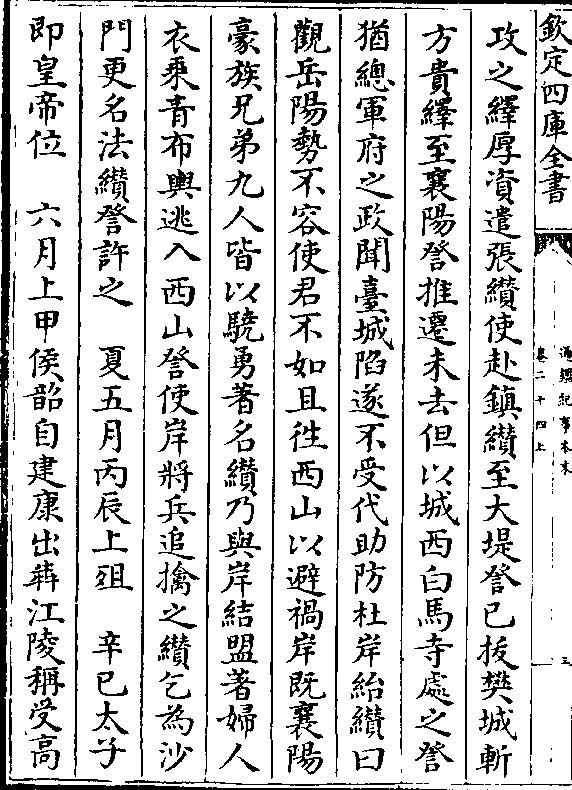 欽定四庫全書
通鑑紀事本末
卷二十四上
三
攻之繹厚資遣張纘使赴鎮纘至大堤詧已拔樊城斬
方貴繹至襄陽詧推遷未去但以城西白馬寺處之詧
猶總軍府之政聞臺城陷遂不受代助防杜岸紿纘曰
觀岳陽勢不容使君不如且往西山以避禍岸既襄陽
豪族兄弟九人皆以驍勇著名纘乃與岸結盟著婦人
衣乘青布輿逃入西山詧使岸將兵追擒之纘乞為沙
門更名法纘詧許之　夏五月丙辰上殂　辛巳太子
即皇帝位　六月上甲侯韶自建康出犇江陵稱受高